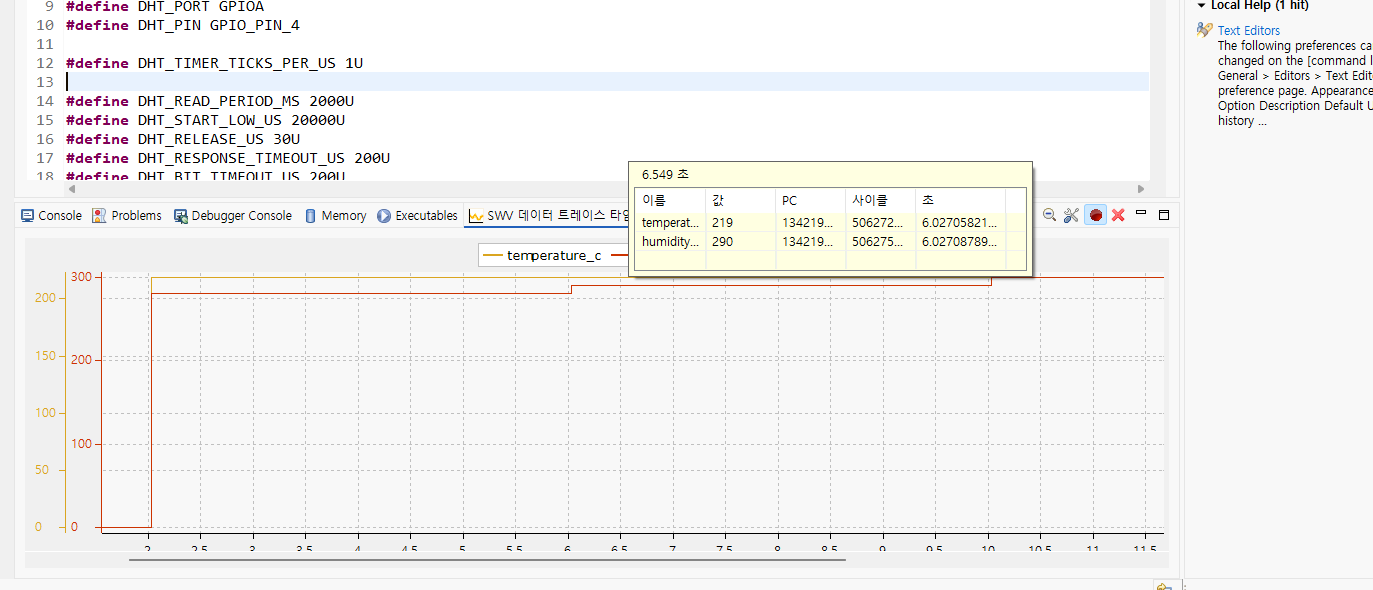 9 #define DHT_PORT GPIOA
10 #define DHT_PIN GPIO_PIN_4
11
12 #define DHT_TIMER_TICKS_PER_US 1U
13
14 #define DHT_READ_PERIOD_MS 2000U
15 #define DHT_START_LOW_US 20000U
16 #define DHT_RELEASE_US 30U
17 #define DHT_RESPONSE_TIMEOUT_US 200U
18 #define DHT_BIT_TIMEOUT_US 200U
Local Help (1 hit)
Text Editors
The following preferences ca
changed on the [command l
General > Editors > Text Edit
preference page. Appearance
Option Description Default U
history ...
Console Problems Debugger Console Memory Executables SWV 데이터 트레이스 타임
6.549 초
이름 값 PC 사이클 초
temperat... 219 134219... 506272... 6.02705821...
humidity... 290 134219... 506275... 6.02708789...
temperature_c
300
200
150
200
100
100
50
0 0
2 2.5 3 3.5 4 4.5 5 5.5 6 6.5 7 7.5 8 8.5 9 9.5 10 10.5 11 11.5